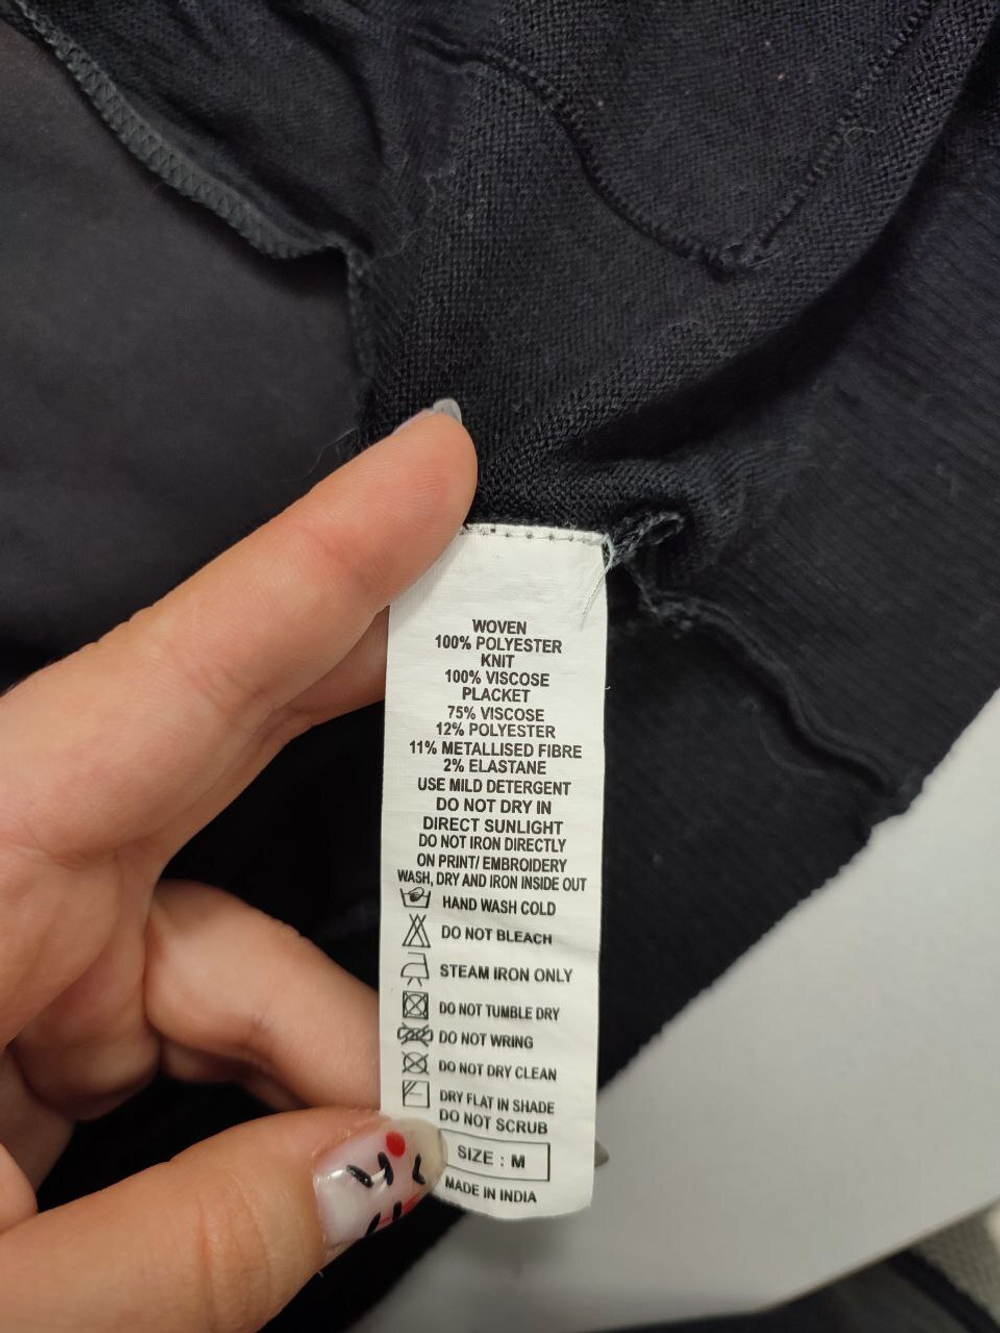 WOVEN
100% POLYESTER
KNIT
100% VISCOSE
PLACKET
75% VISCOSE
12% POLYESTER
11% METALLISED FIBRE
2% ELASTANE
USE MILD DETERGENT
DO NOT DRY IN
DIRECT SUNLIGHT
DO NOT IRON DIRECTLY
ON PRINT/ EMBROIDERY
WASH, DRY AND IRON INSIDE OUT
HAND WASH COLD
DO NOT BLEACH
STEAM IRON ONLY
DO NOT TUMBLE DRY
DO NOT WRING
DO NOT DRY CLEAN
DRY FLAT IN SHADE
DO NOT SCRUB
SIZE : M
MADE IN INDIA